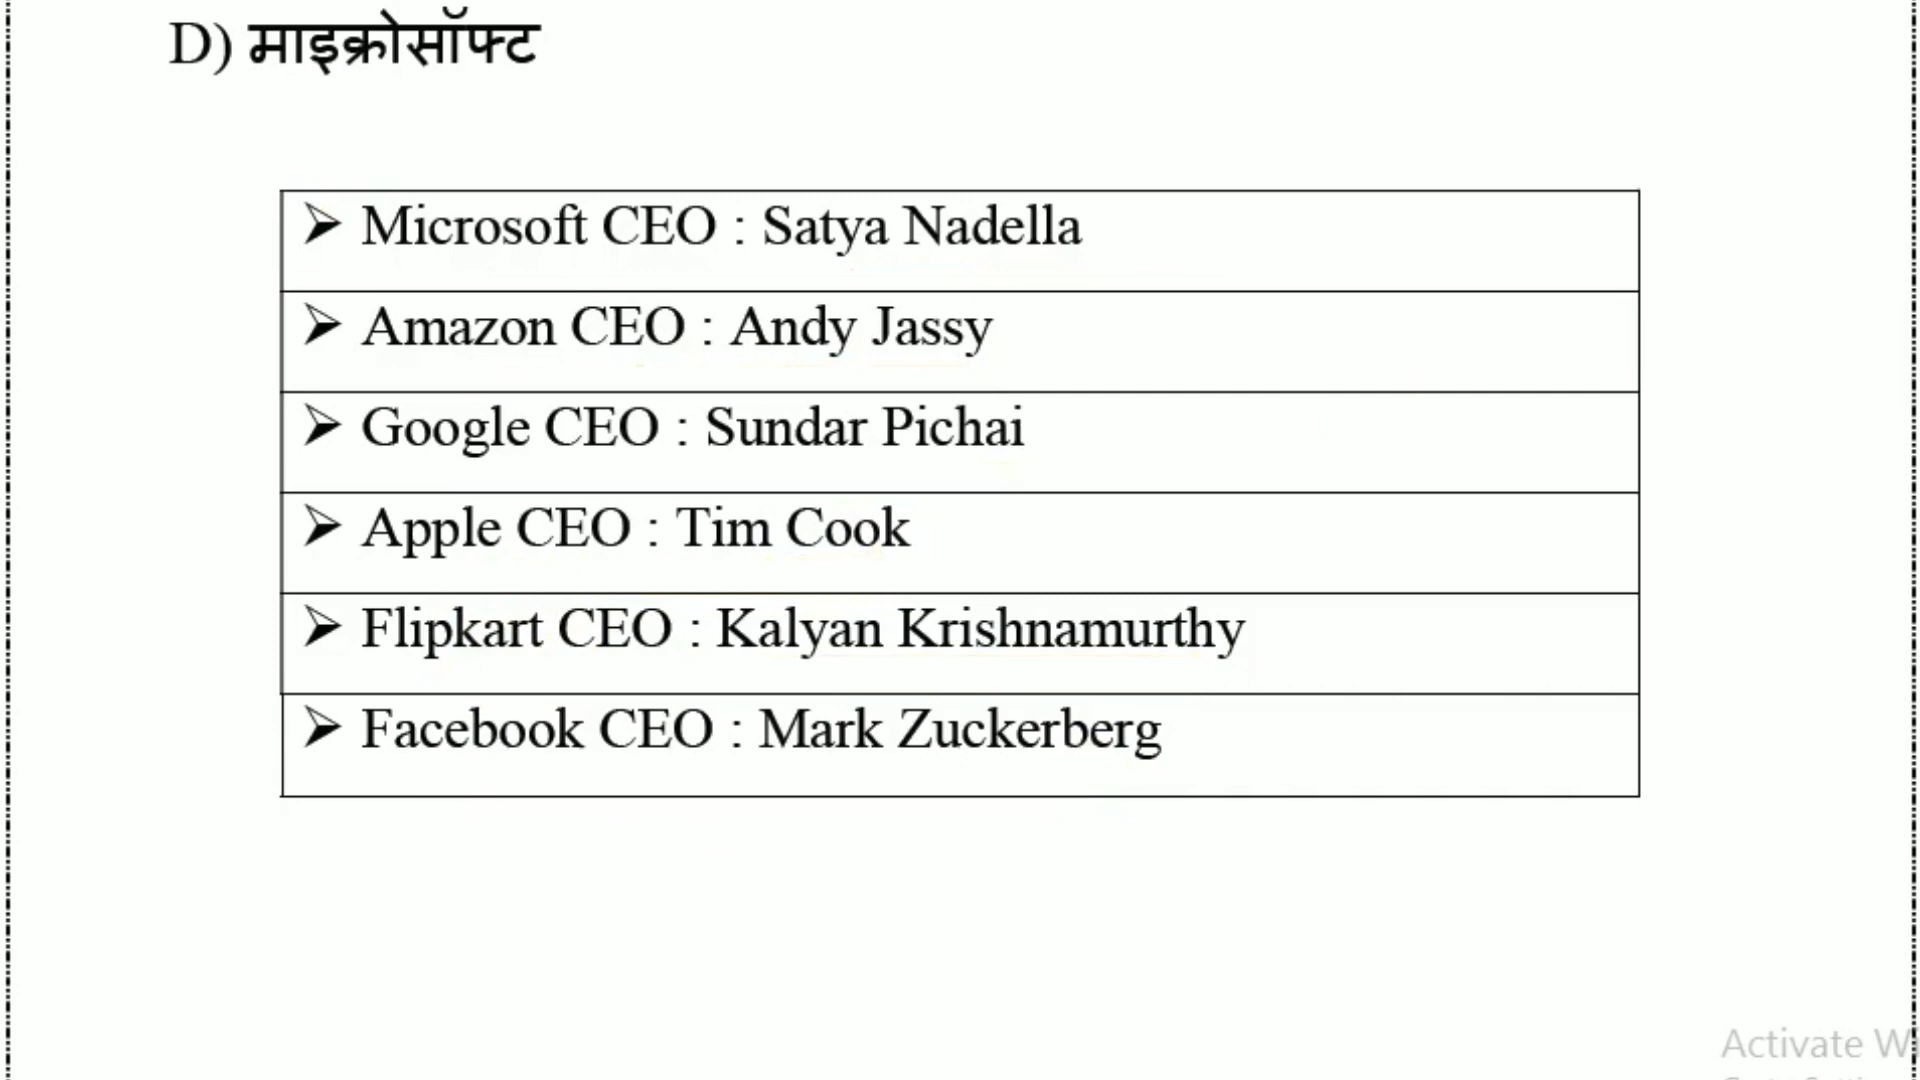 D) माइक्रोसॉफ्ट
➢ Microsoft CEO : Satya Nadella
➢ Amazon CEO : Andy Jassy
➢ Google CEO : Sundar Pichai
➢ Apple CEO : Tim Cook
➢ Flipkart CEO : Kalyan Krishnamurthy
➢ Facebook CEO : Mark Zuckerberg
Activate